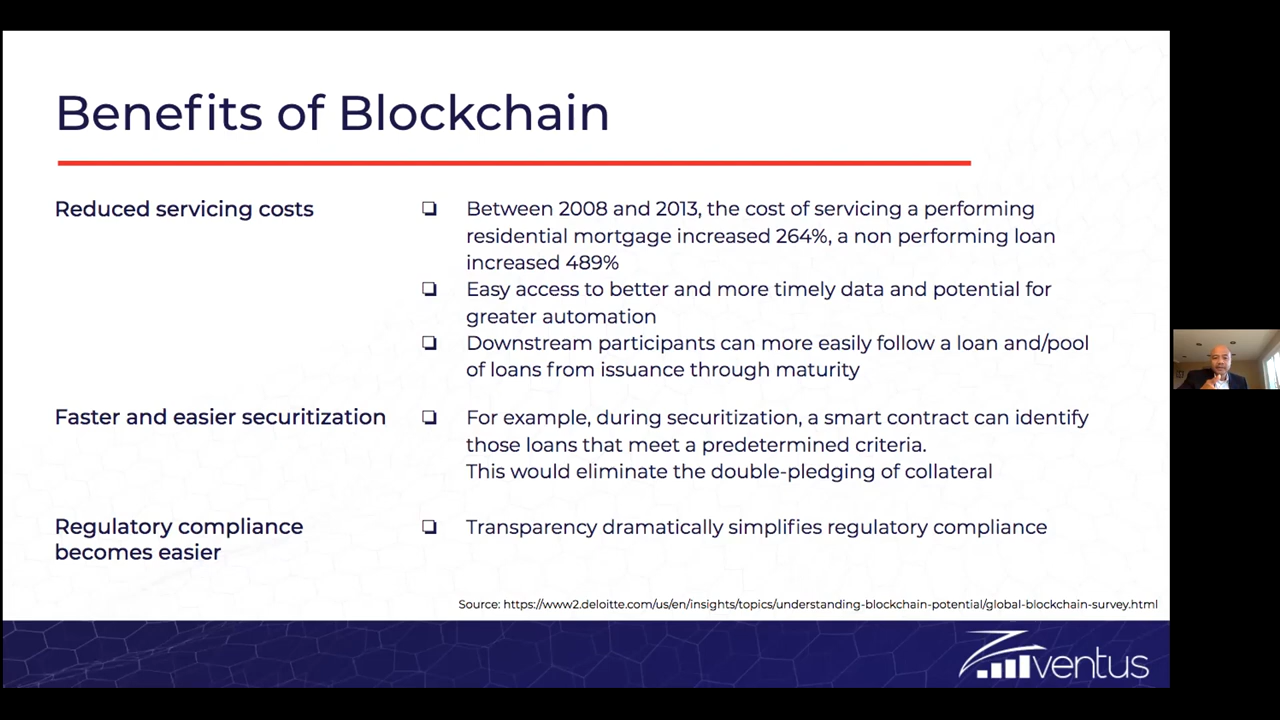 Benefits of Blockchain
Reduced servicing costs
❏ Between 2008 and 2013, the cost of servicing a performing
residential mortgage increased 264%, a non performing loan
increased 489%
❏ Easy access to better and more timely data and potential for
greater automation
❏ Downstream participants can more easily follow a loan and/pool
of loans from issuance through maturity
Faster and easier securitization
❏ For example, during securitization, a smart contract can identify
those loans that meet a predetermined criteria.
This would eliminate the double-pledging of collateral
Regulatory compliance
becomes easier
❏ Transparency dramatically simplifies regulatory compliance
Source: https://www2.deloitte.com/us/en/insights/topics/understanding-blockchain-potential/global-blockchain-survey.html
ventus